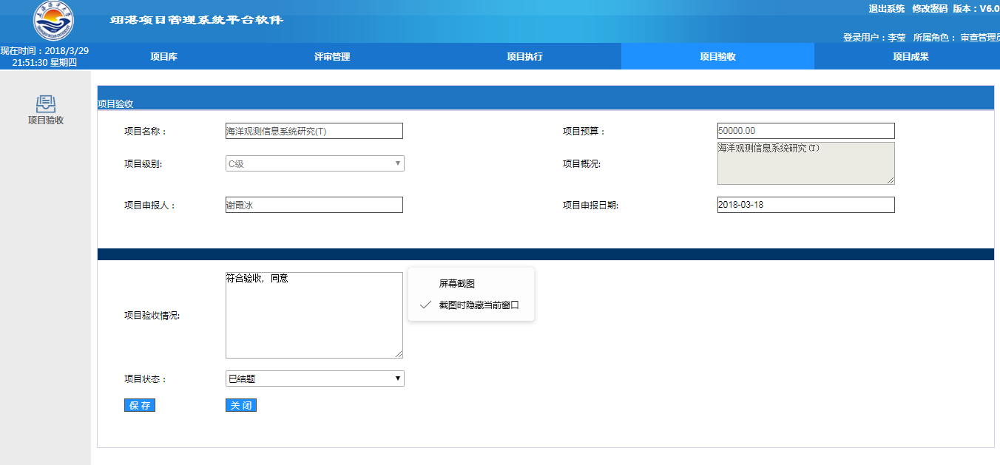 退出系统 修改密码 版本：V6.0
翊港项目管理系统平台软件
登录用户：李莹 所属角色： 审查管理员
现在时间：2018/3/29
21:51:30 星期四
项目库 评审管理 项目执行 项目验收 项目成果
项目验收
项目验收
项目名称： 海洋观测信息系统研究(T) 项目预算： 50000.00
项目级别: C级 项目概况: 海洋观测信息系统研究(T)
项目申报人： 谢霞冰 项目申报日期: 2018-03-18
项目验收情况: 符合验收，同意
屏幕截图
截图时隐藏当前窗口
项目状态： 已结题
保 存 关 闭